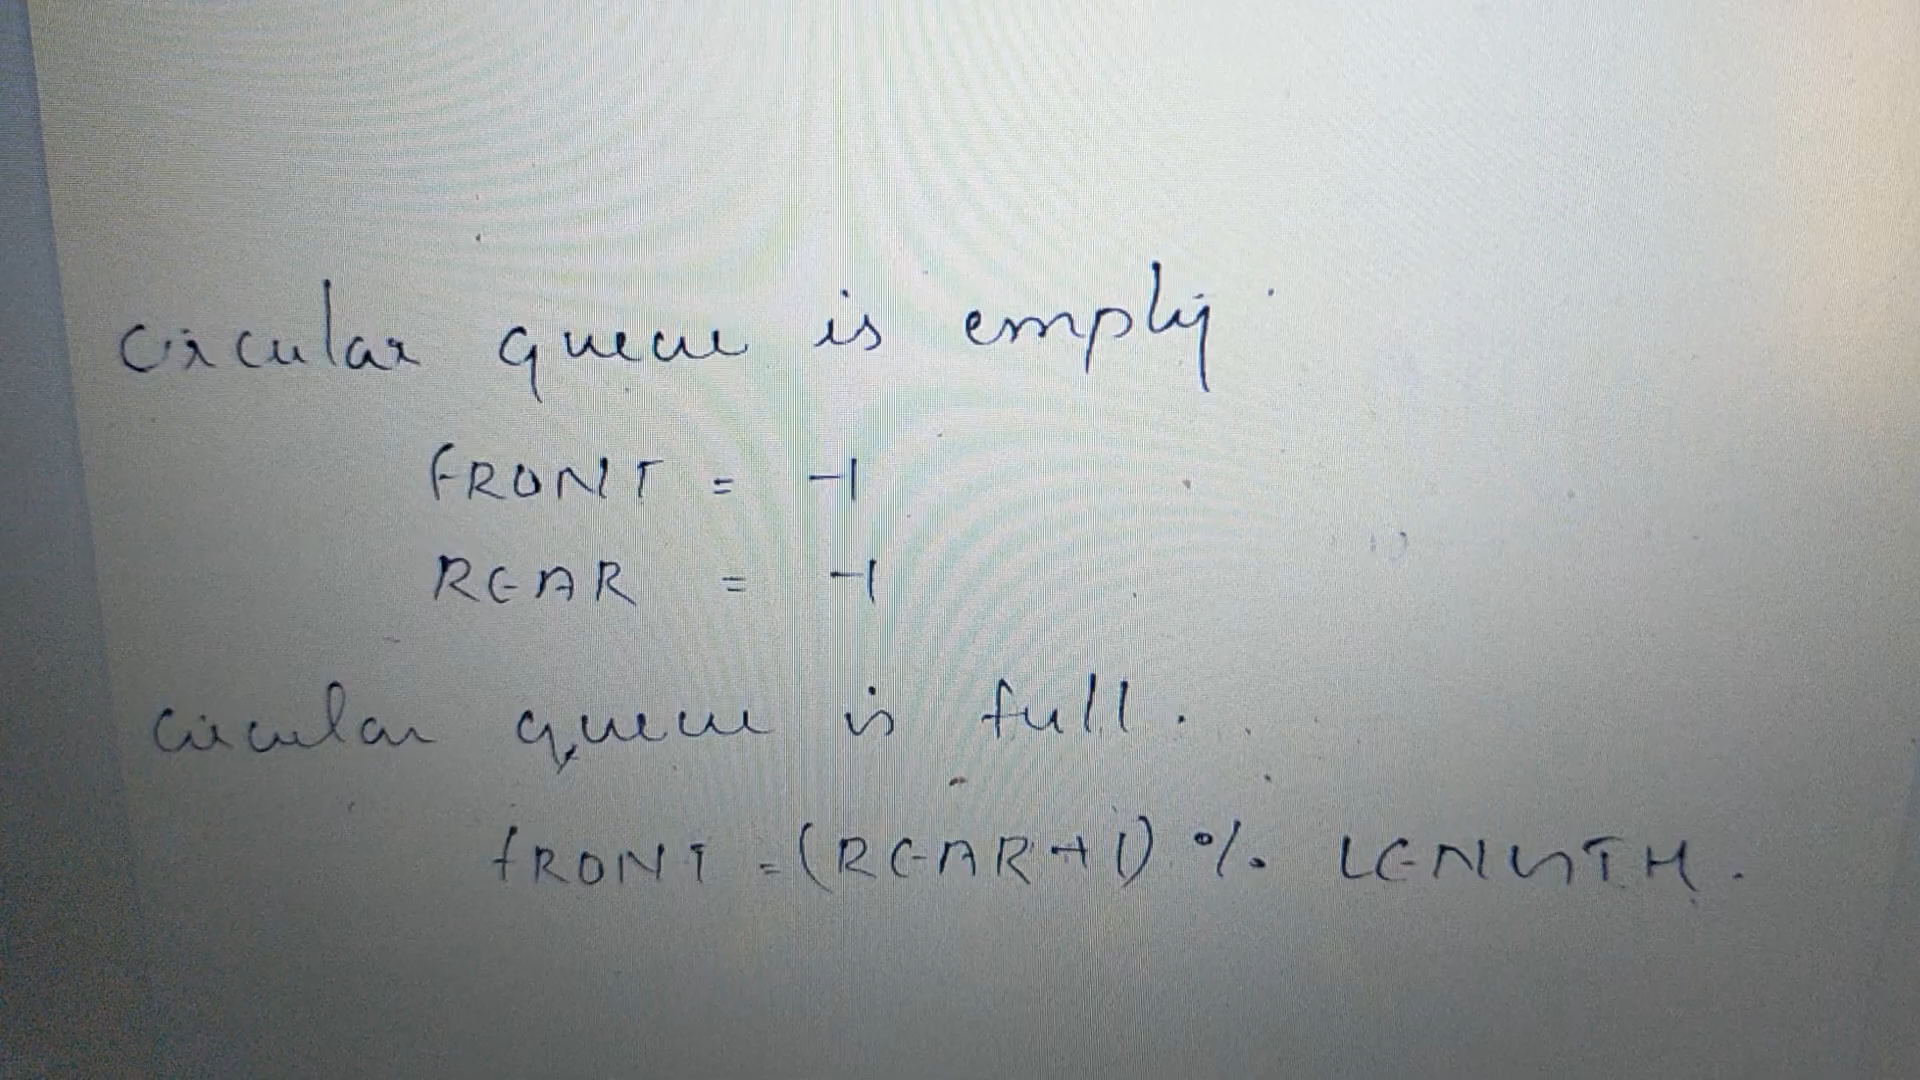 Circular queue is empty.
FRONT = -1
REAR = -1
circular queue is full.
FRONT = (REAR+1) % LENGTH.